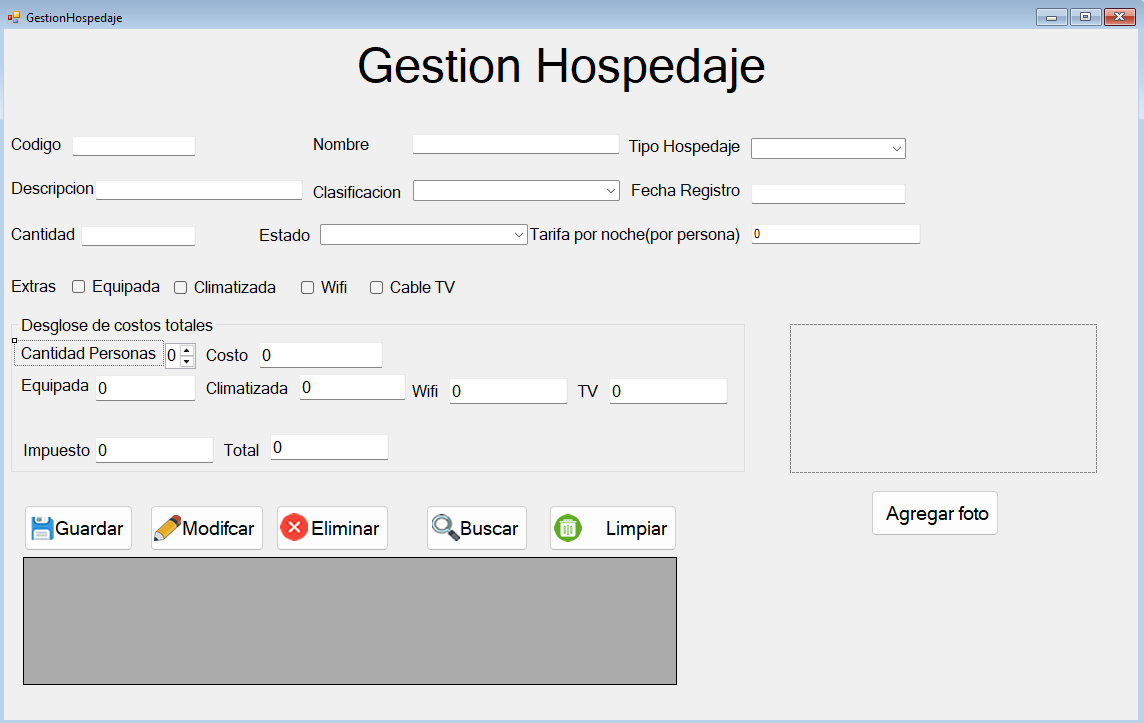 GestionHospedaje
Gestion Hospedaje
Codigo Nombre Tipo Hospedaje
Descripcion Clasificacion Fecha Registro
Cantidad Estado Tarifa por noche(por persona) 0
Extras Equipada Climatizada Wifi Cable TV
Desglose de costos totales
Cantidad Personas 0 Costo 0
Equipada 0 Climatizada 0 Wifi 0 TV 0
Impuesto 0 Total 0
Guardar Modifcar Eliminar Buscar Limpiar
Agregar foto